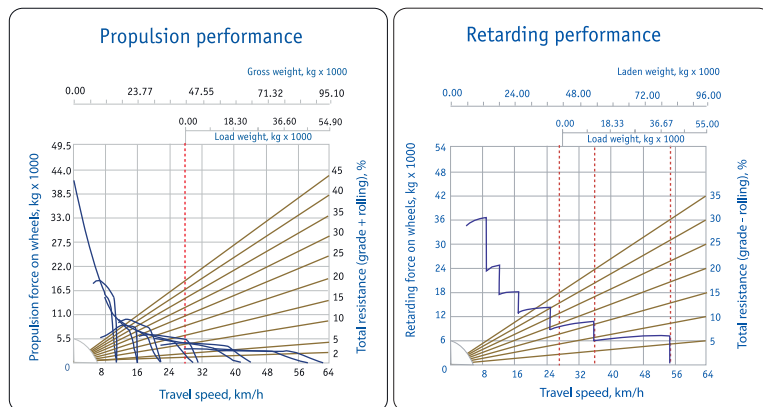 Propulsion performance
Gross weight, kg x 1000
0.00 23.77 47.55 71.32 95.10
0.00 18.30 36.60 54.90
Load weight, kg x 1000
49.5
44.0
38.5
33.0
27.5
22.0
16.5
11.0
5.5
0
Propulsion force on wheels, kg x 1000
45
40
35
30
25
20
15
10
5
2
Total resistance (grade + rolling), %
8 16 24 32 40 48 56 64
Travel speed, km/h
Retarding performance
Laden weight, kg x 1000
0.00 24.00 48.00 72.00 96.00
0.00 18.33 36.67 55.00
Load weight, kg x 1000
54
48
42
36
30
24
18
12
6
0
Retarding force on wheels, kg x 1000
35
30
25
20
15
10
5
Total resistance (grade - rolling), %
8 16 24 32 40 48 56 64
Travel speed, km/h